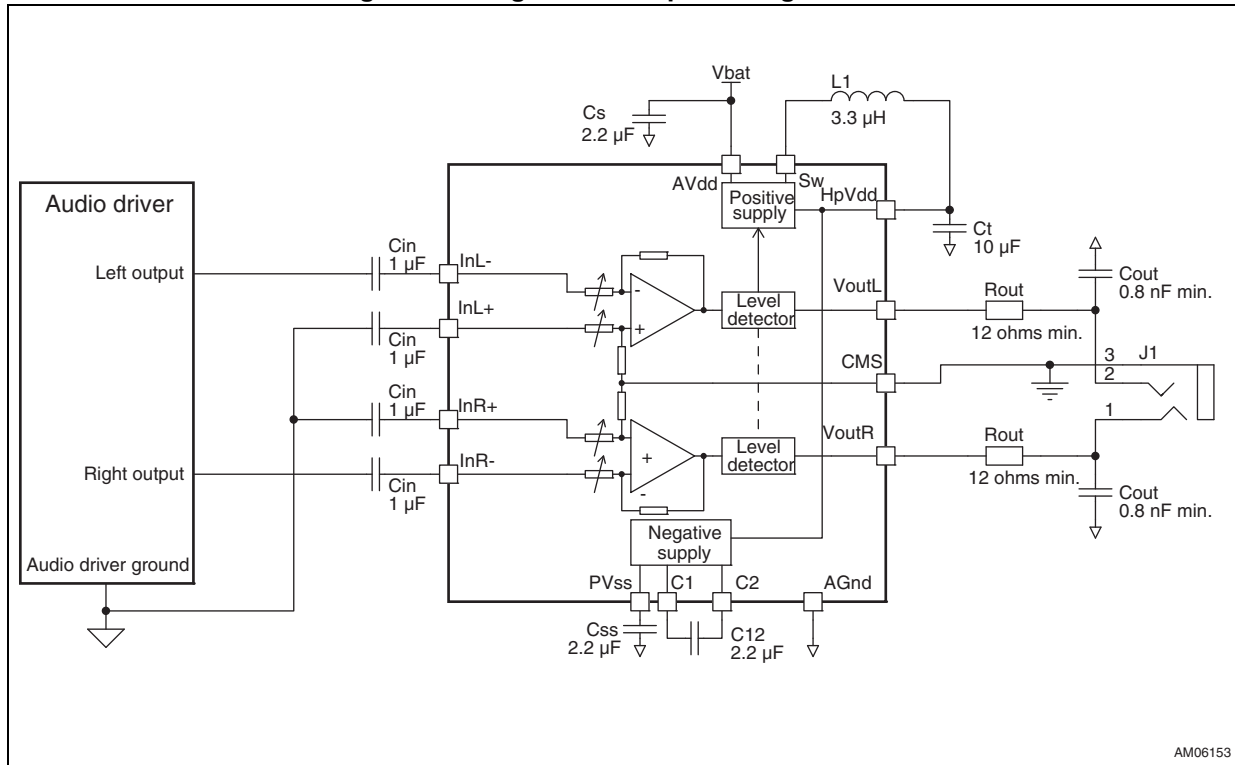 Vbat
L1
3.3 µH
Cs
2.2 µF
AVdd
Sw
HpVdd
Positive
supply
Ct
10 µF
Audio driver
Left output
Cin
1 µF
InL-
-
+
Level
detector
VoutL
Rout
12 ohms min.
Cout
0.8 nF min.
Cin
1 µF
InL+
CMS
3
2
J1
1
Cin
1 µF
InR+
+
-
Level
detector
VoutR
Rout
12 ohms min.
Cout
0.8 nF min.
Right output
Cin
1 µF
InR-
Negative
supply
Audio driver ground
PVss
C1
C2
AGnd
Css
2.2 µF
C12
2.2 µF
AM06153